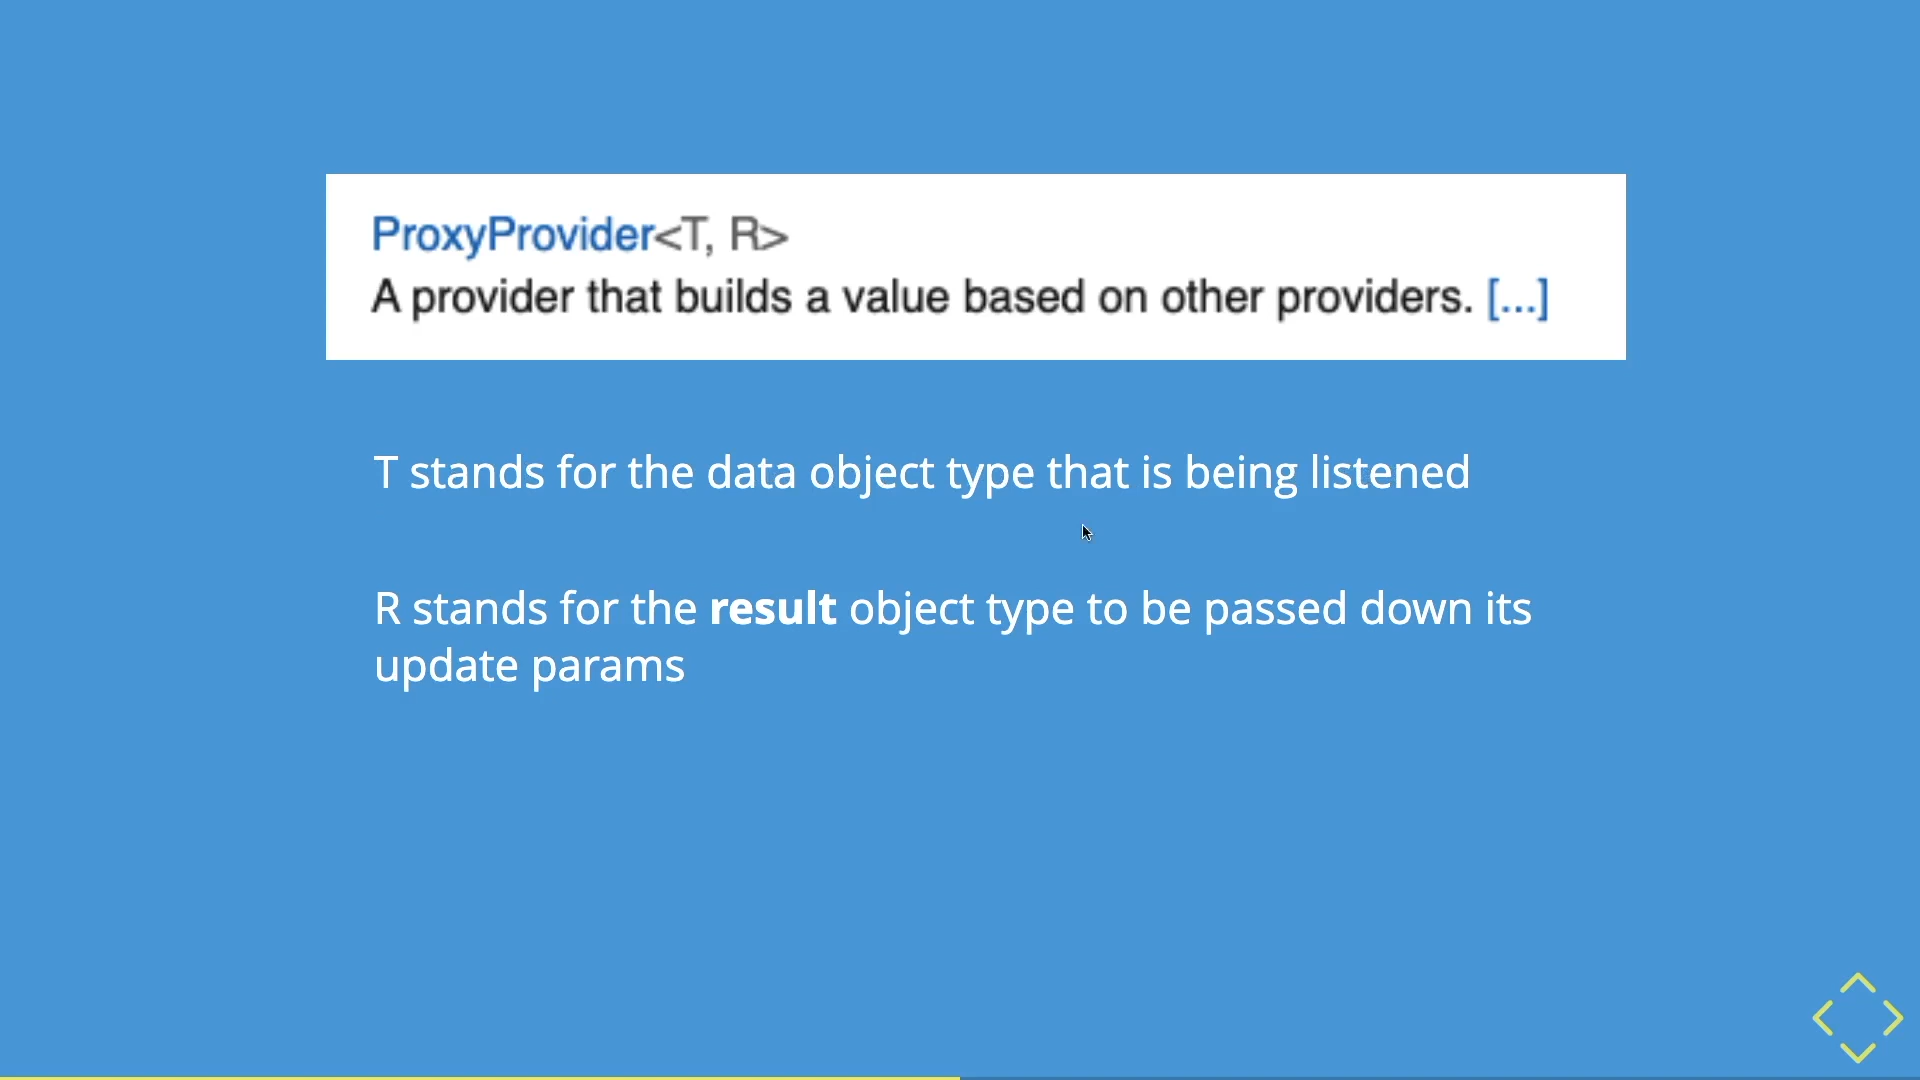 ProxyProvider<T, R>
A provider that builds a value based on other providers. [...]
T stands for the data object type that is being listened
R stands for the result object type to be passed down its
update params